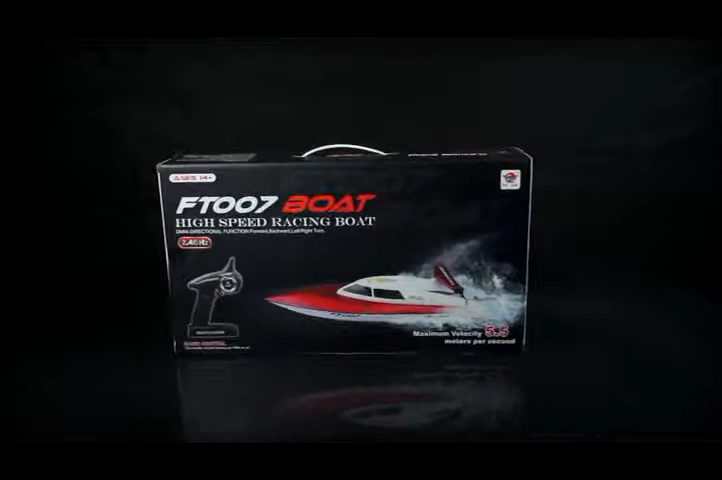 AGES 14+
FT007 BOAT
HIGH SPEED RACING BOAT
OMNI-DIRECTIONAL FUNCTION:Forward,Backward,Left/Right Turn.
2.4GHz
FT007
Maximum Velocity 5.5
meters per second